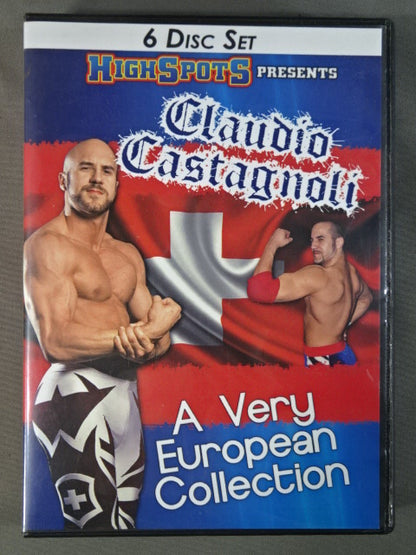 6 Disc Set
HIGHSPOTS PRESENTS
Claudio
Castagnoli
A Very
European
Collection